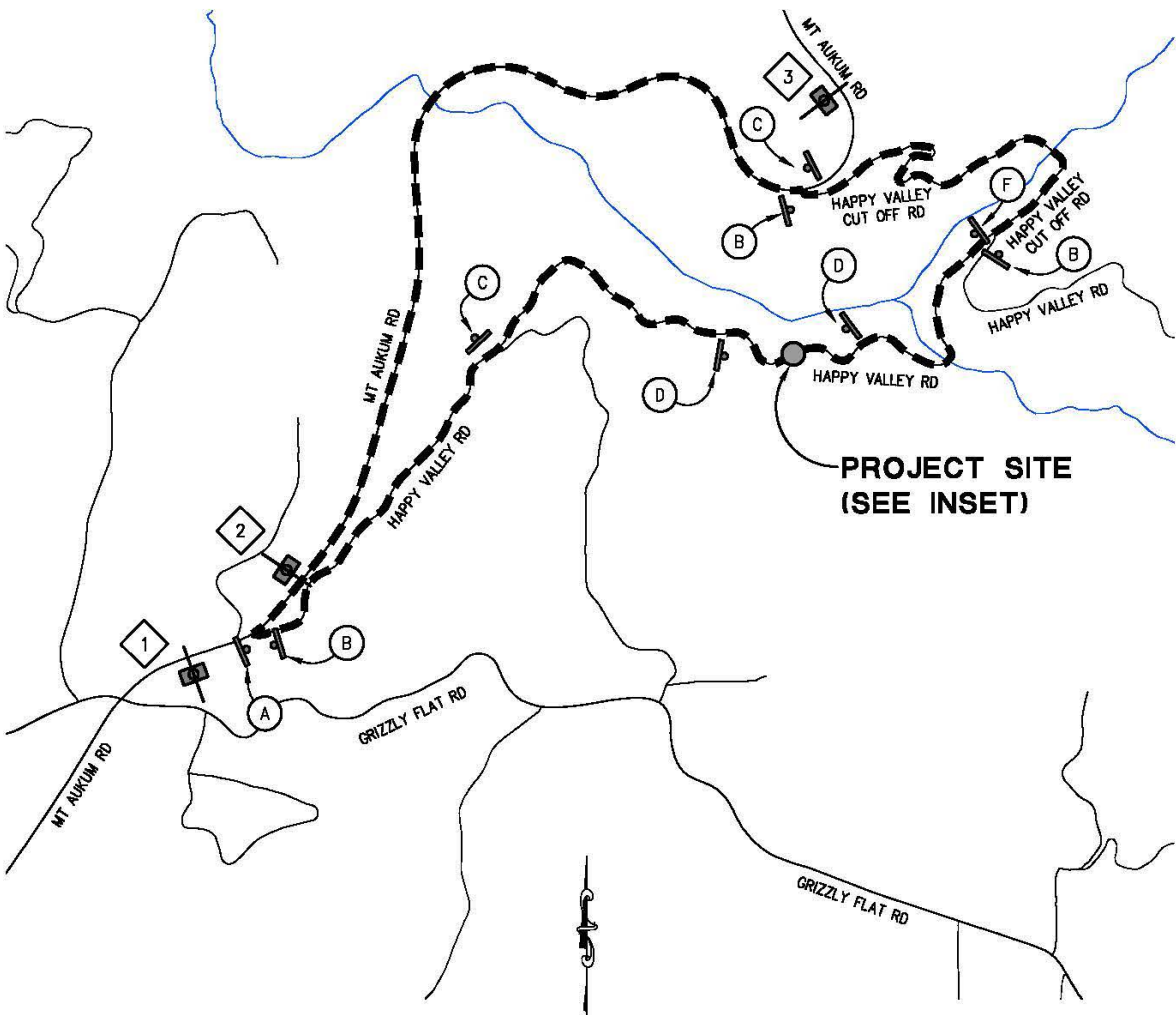 MT AUKUM RD
3
C
F
HAPPY VALLEY
CUT OFF RD
HAPPY VALLEY
CUT OFF RD
B
B
D
C
HAPPY VALLEY RD
MT AUKUM RD
D
HAPPY VALLEY RD
HAPPY VALLEY RD
PROJECT SITE
(SEE INSET)
2
1
B
A
GRIZZLY FLAT RD
MT AUKUM RD
GRIZZLY FLAT RD